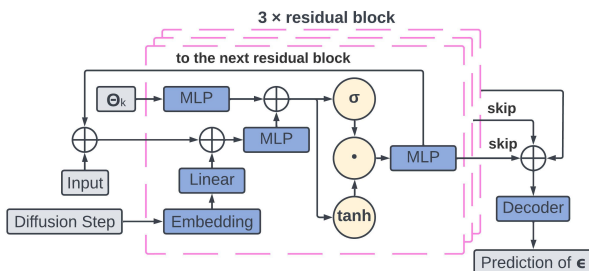 3 × residual block
to the next residual block
Θk
MLP
σ
skip
MLP
·
MLP
skip
Input
Linear
Diffusion Step
Embedding
tanh
Decoder
Prediction of ϵ